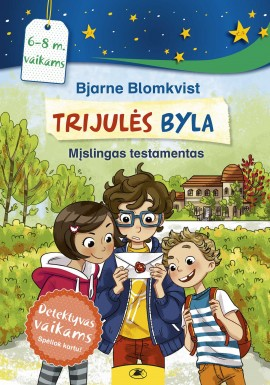 6–8 m.
vaikams
Bjarne Blomkvist
TRIJULĖS BYLA
Mįslingas testamentas
Detektyvas
vaikams
Spėliok kartu!